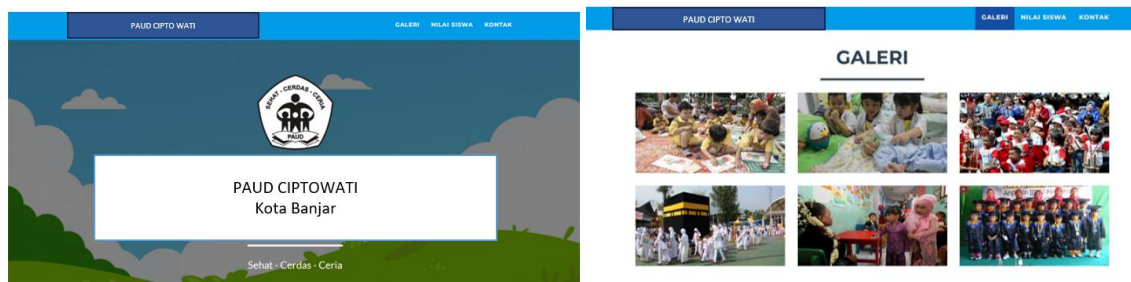 PAUD CIPTO WATI
GALERI NILAI SISWA KONTAK
SEHAT - CERDAS - CERIA
PAUD
PAUD CIPTOWATI
Kota Banjar
Sehat - Cerdas - Ceria
PAUD CIPTO WATI
GALERI NILAI SISWA KONTAK
GALERI